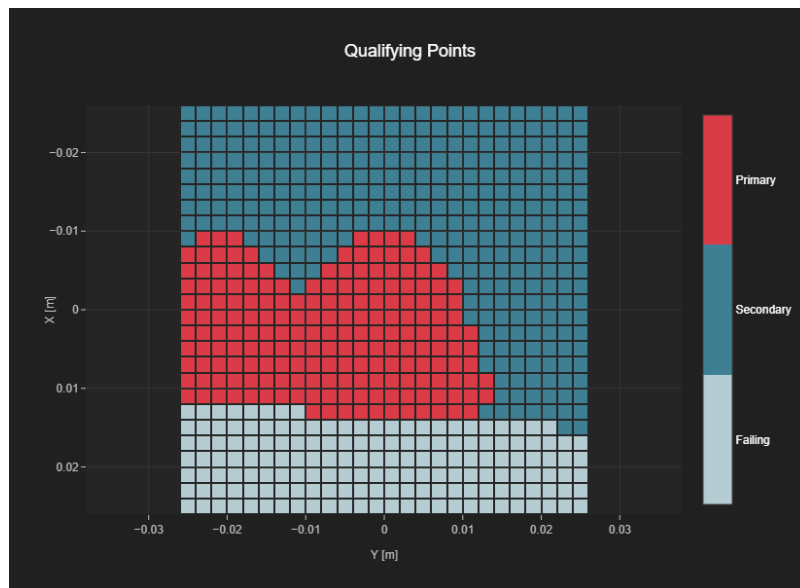 Qualifying Points
−0.02
−0.01
0
0.01
0.02
X [m]
−0.03
−0.02
−0.01
0
0.01
0.02
0.03
Y [m]
Primary
Secondary
Failing